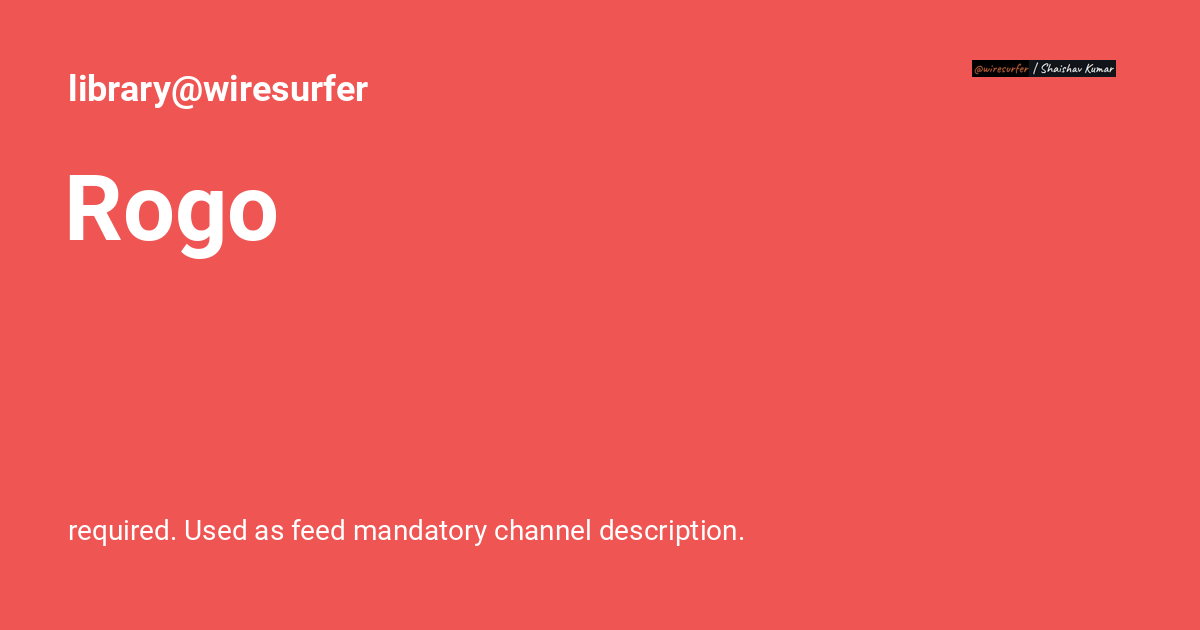 library@wiresurfer
@wiresurfer | Shaishav Kumar
Rogo
required. Used as feed mandatory channel description.